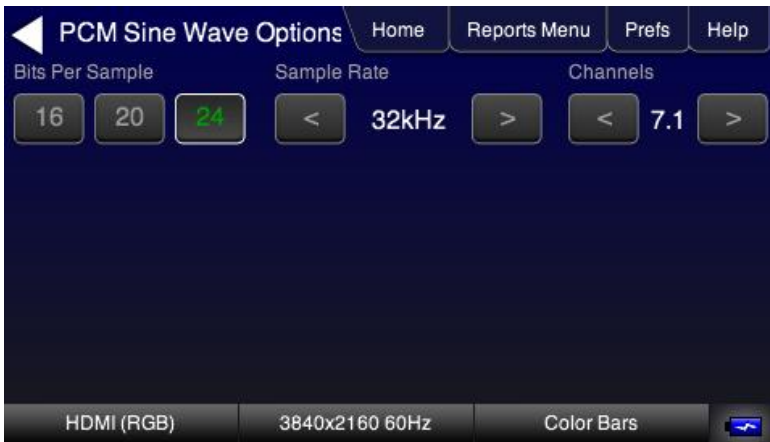 PCM Sine Wave Options Home Reports Menu Prefs Help
Bits Per Sample Sample Rate Channels
16 20 24 < 32kHz > < 7.1 >
HDMI (RGB) 3840x2160 60Hz Color Bars